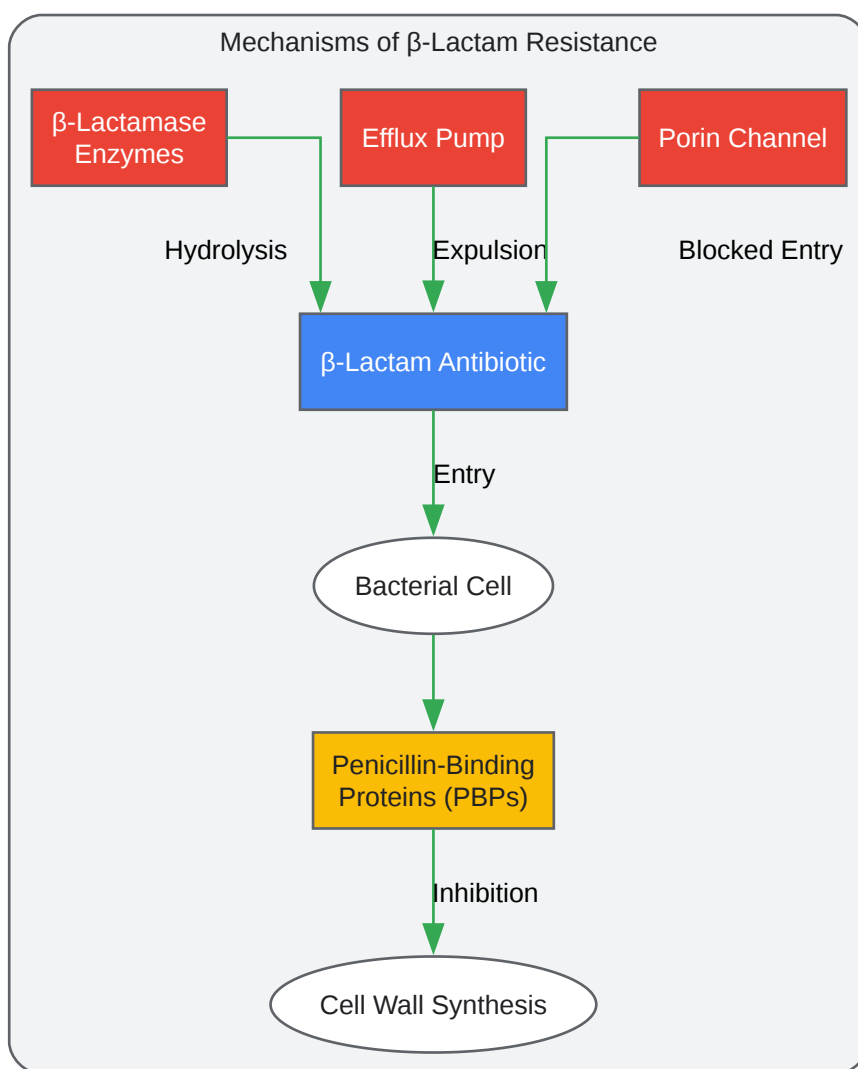 Mechanisms of β-Lactam Resistance
β-Lactamase
Enzymes
Efflux Pump
Porin Channel
Hydrolysis
Expulsion
Blocked Entry
β-Lactam Antibiotic
Entry
Bacterial Cell
Penicillin-Binding
Proteins (PBPs)
Inhibition
Cell Wall Synthesis